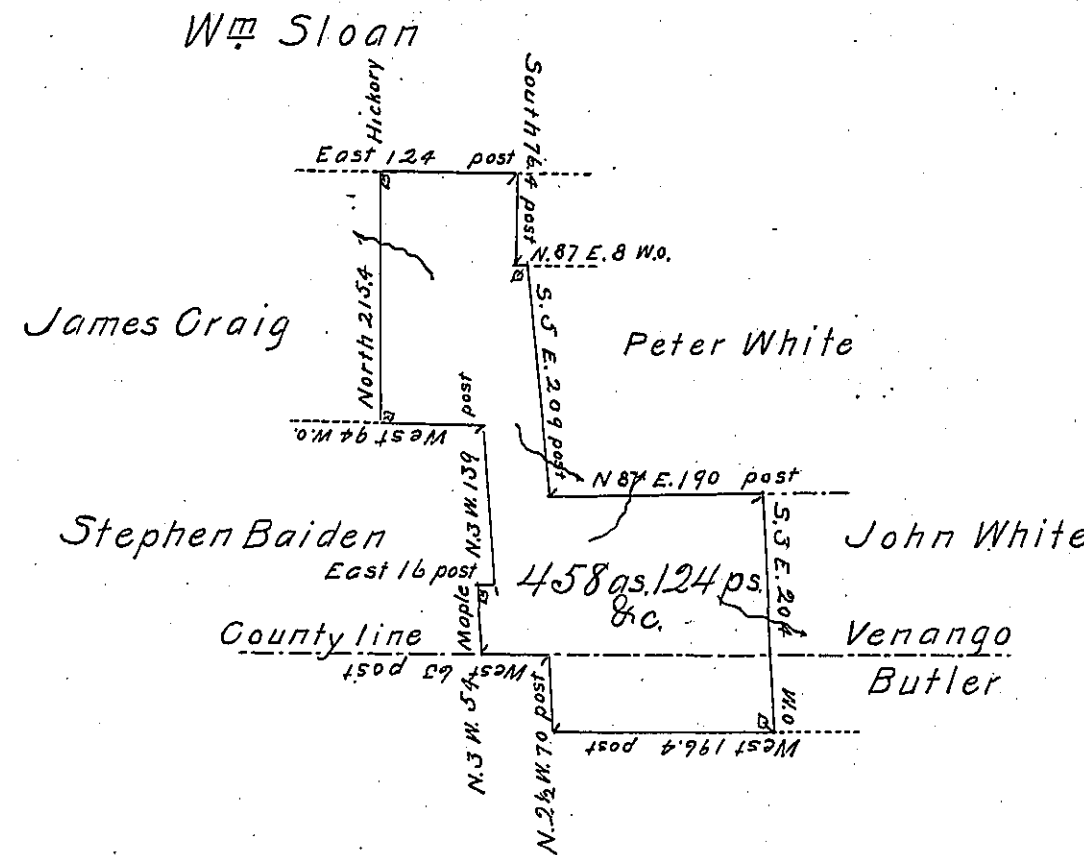 Wm Sloan
Hickory
South 76.4 post
East 124 post
N. 87 E. 8 W.O.
North 215.4
James Craig
S. 5 E. 209 post
Peter White
West 94 W.O.
post
N. 3 W. 139
N 87 E. 190 post
Stephen Baiden
John White
East 16 post
458 as. 124 ps.
&c.
S. 3 E. 204
W.O
Maple
County line
Venango
Butler
West 63 post
N. 3 W. 54
N. 2½ W. 70 post
West 196.4 post